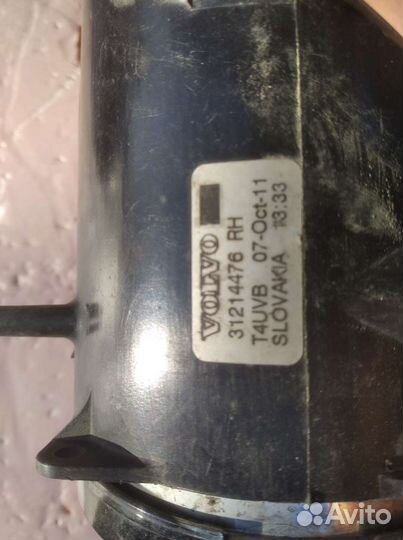 VOLVO
31214476 RH
T4UVB 07-Oct-11
SLOVAKIA 13:33
Avito